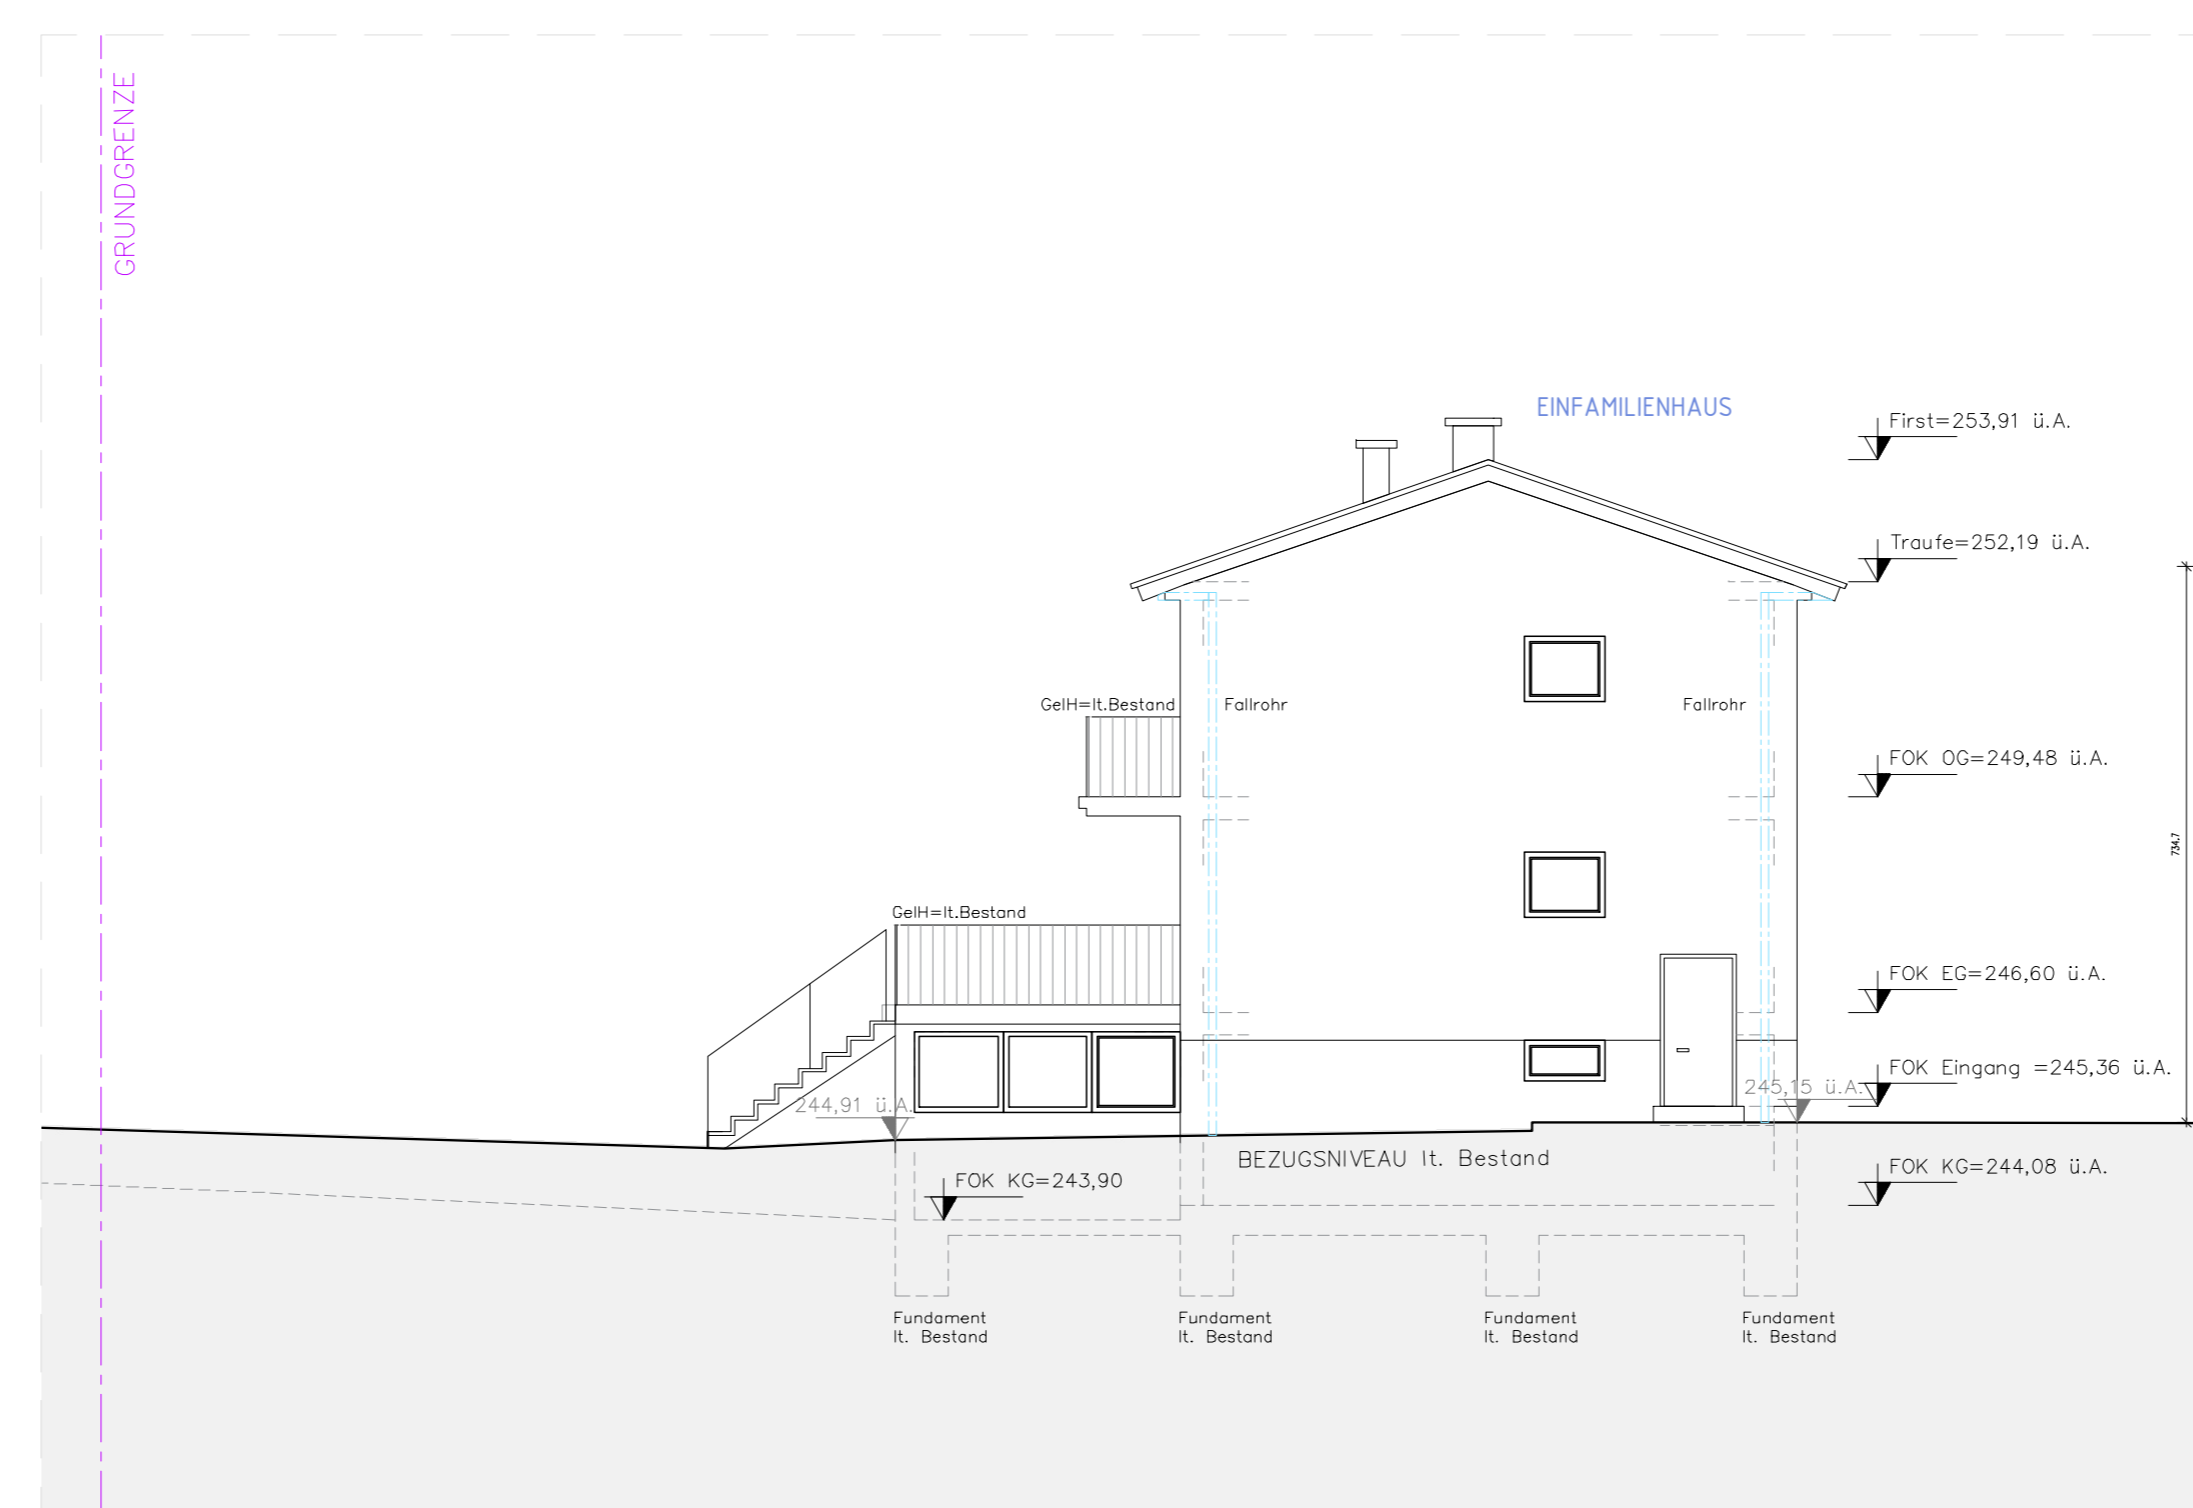 GRUNDGRENZE
EINFAMILIENHAUS
First=253,91 ü.A.
Traufe=252,19 ü.A.
GelH=lt.Bestand
Fallrohr
Fallrohr
FOK OG=249,48 ü.A.
734,7
GelH=lt.Bestand
FOK EG=246,60 ü.A.
FOK Eingang =245,36 ü.A.
245,15 ü.A.
244,91 ü.A.
BEZUGSNIVEAU lt. Bestand
FOK KG=244,08 ü.A.
FOK KG=243,90
Fundament
lt. Bestand
Fundament
lt. Bestand
Fundament
lt. Bestand
Fundament
lt. Bestand